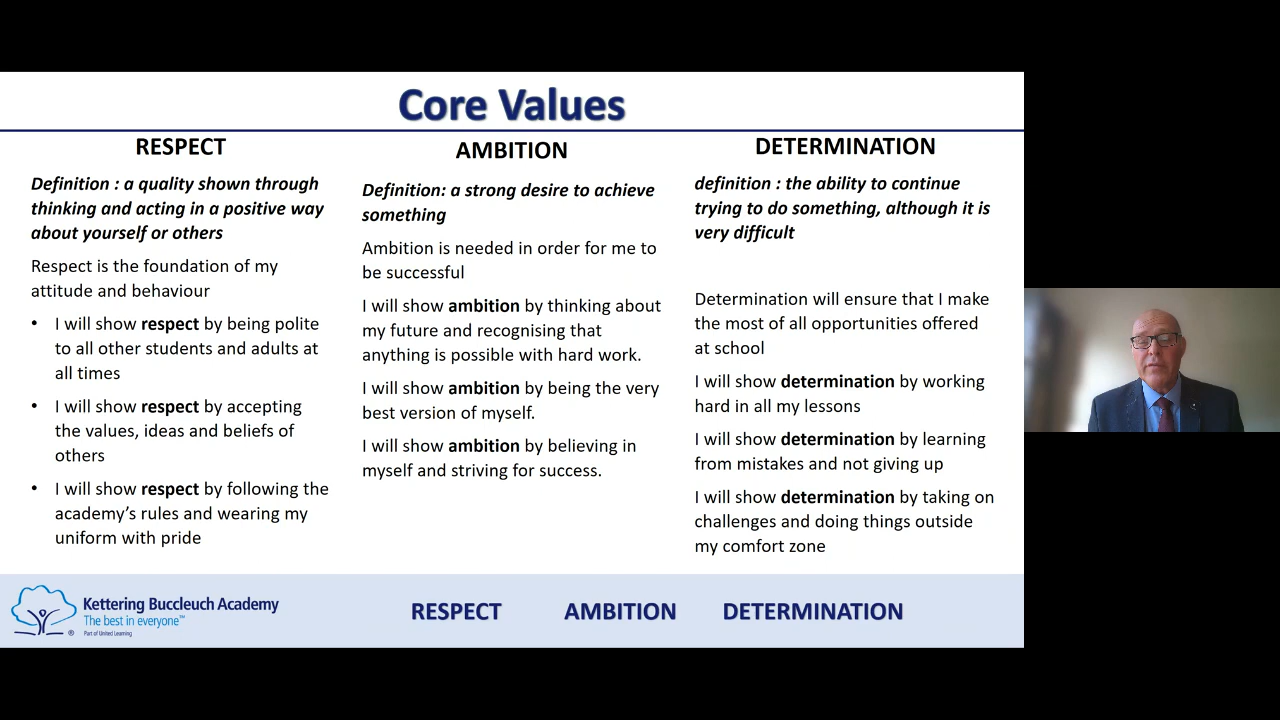 Core Values
RESPECT
Definition : a quality shown through
thinking and acting in a positive way
about yourself or others
Respect is the foundation of my
attitude and behaviour
• I will show respect by being polite
to all other students and adults at
all times
• I will show respect by accepting
the values, ideas and beliefs of
others
• I will show respect by following the
academy’s rules and wearing my
uniform with pride
AMBITION
Definition: a strong desire to achieve
something
Ambition is needed in order for me to
be successful
I will show ambition by thinking about
my future and recognising that
anything is possible with hard work.
I will show ambition by being the very
best version of myself.
I will show ambition by believing in
myself and striving for success.
DETERMINATION
definition : the ability to continue
trying to do something, although it is
very difficult
Determination will ensure that I make
the most of all opportunities offered
at school
I will show determination by working
hard in all my lessons
I will show determination by learning
from mistakes and not giving up
I will show determination by taking on
challenges and doing things outside
my comfort zone
Kettering Buccleuch Academy
The best in everyone™
Part of United Learning
®
RESPECT AMBITION DETERMINATION